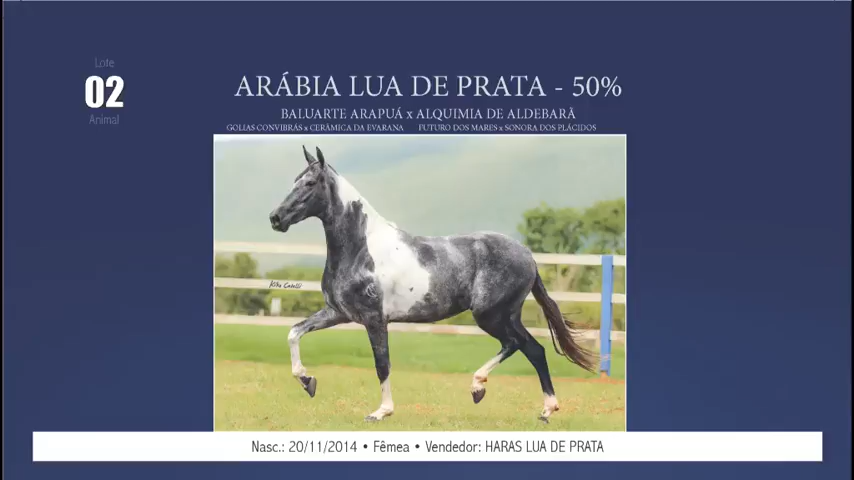 Lote
02
Animal
ARÁBIA LUA DE PRATA - 50%
BALUARTE ARAPUÁ x ALQUIMIA DE ALDEBARÃ
GOLIAS CONVIBRÁS x CERÂMICA DA EVARANA FUTURO DOS MARES x SONORA DOS PLÁCIDOS
Nasc.: 20/11/2014 • Fêmea • Vendedor: HARAS LUA DE PRATA